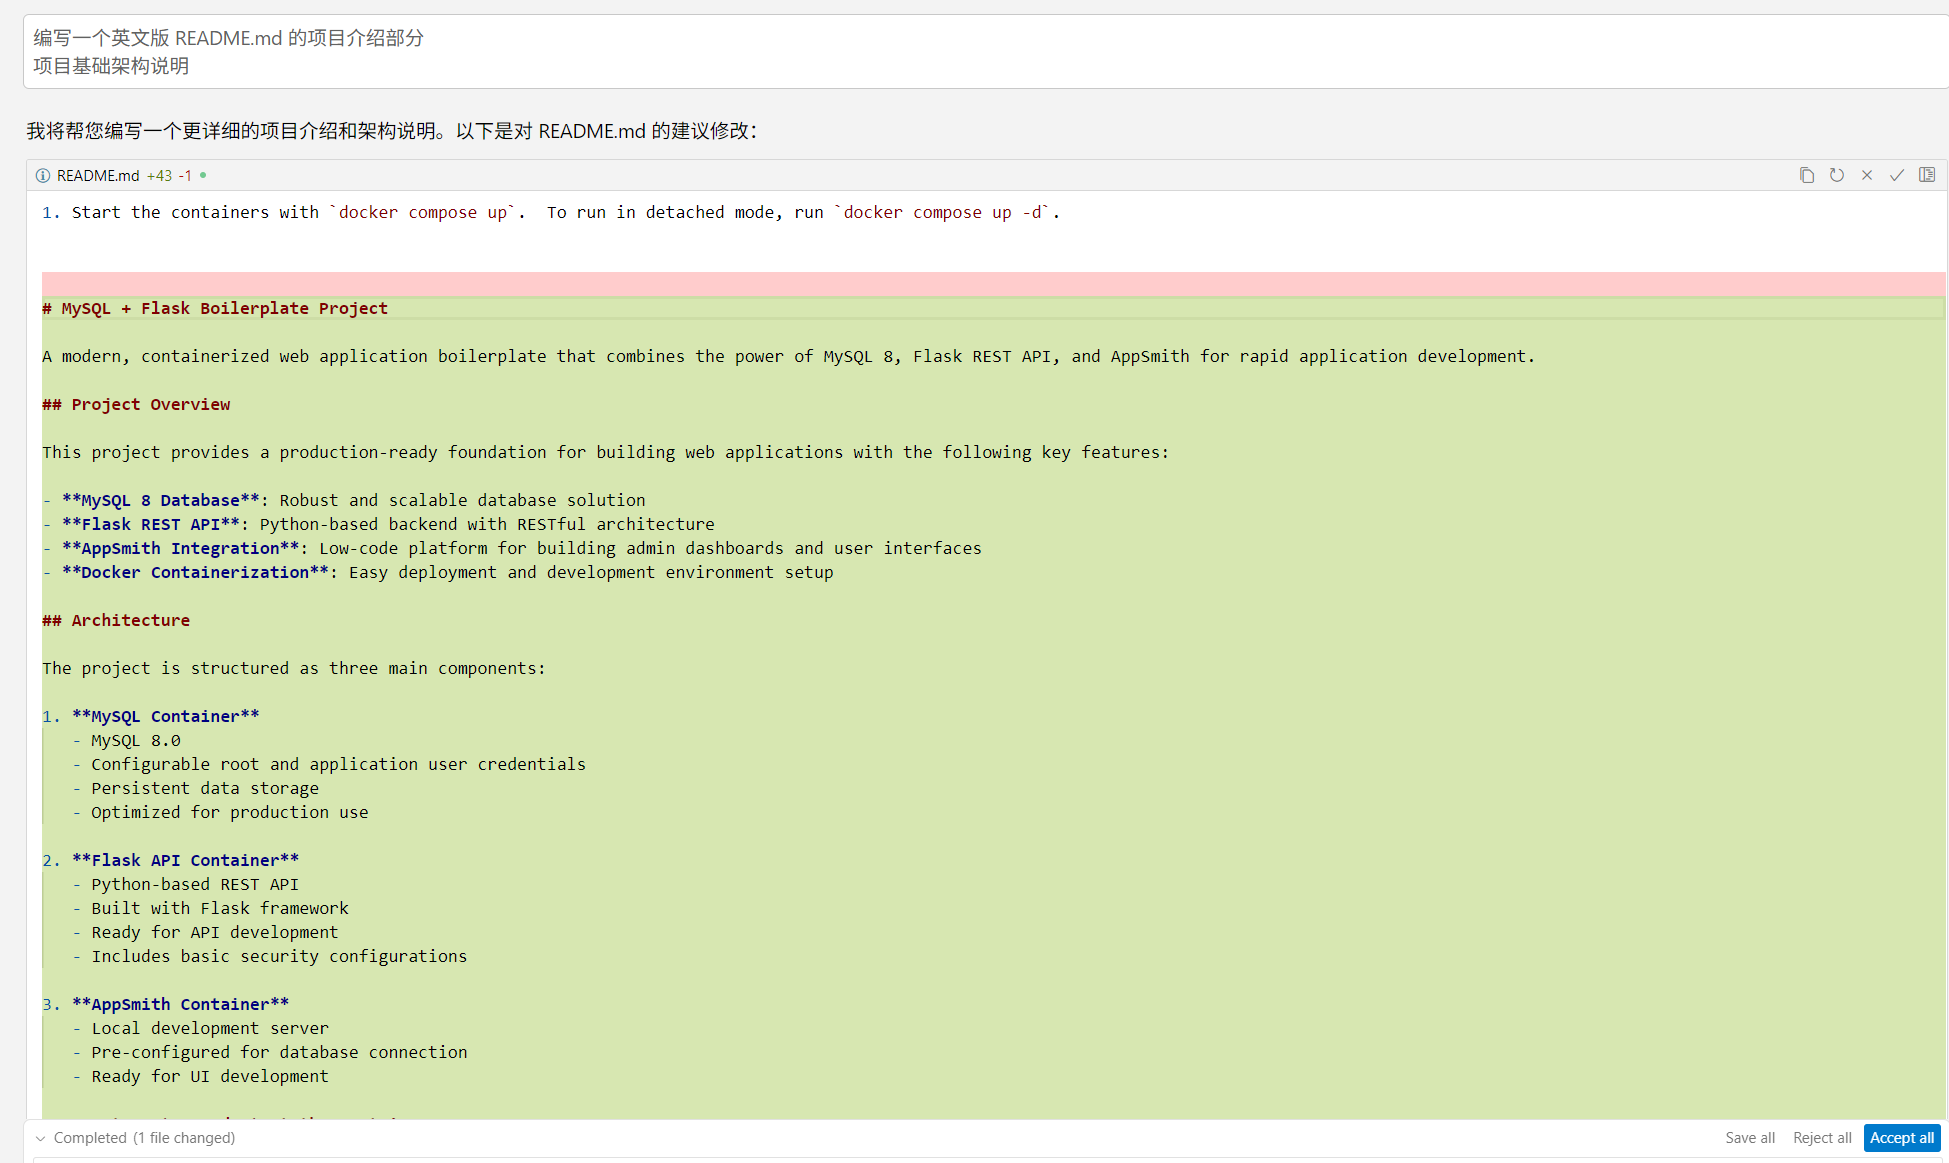 编写一个英文版 README.md 的项目介绍部分
项目基础架构说明
我将帮您编写一个更详细的项目介绍和架构说明。以下是对 README.md 的建议修改：
README.md +43 -1
1. Start the containers with `docker compose up`.  To run in detached mode, run `docker compose up -d`.
# MySQL + Flask Boilerplate Project
A modern, containerized web application boilerplate that combines the power of MySQL 8, Flask REST API, and AppSmith for rapid application development.
## Project Overview
This project provides a production-ready foundation for building web applications with the following key features:
- **MySQL 8 Database**: Robust and scalable database solution
- **Flask REST API**: Python-based backend with RESTful architecture
- **AppSmith Integration**: Low-code platform for building admin dashboards and user interfaces
- **Docker Containerization**: Easy deployment and development environment setup
## Architecture
The project is structured as three main components:
1. **MySQL Container**
- MySQL 8.0
- Configurable root and application user credentials
- Persistent data storage
- Optimized for production use
2. **Flask API Container**
- Python-based REST API
- Built with Flask framework
- Ready for API development
- Includes basic security configurations
3. **AppSmith Container**
- Local development server
- Pre-configured for database connection
- Ready for UI development
Completed (1 file changed)
Save all Reject all Accept all